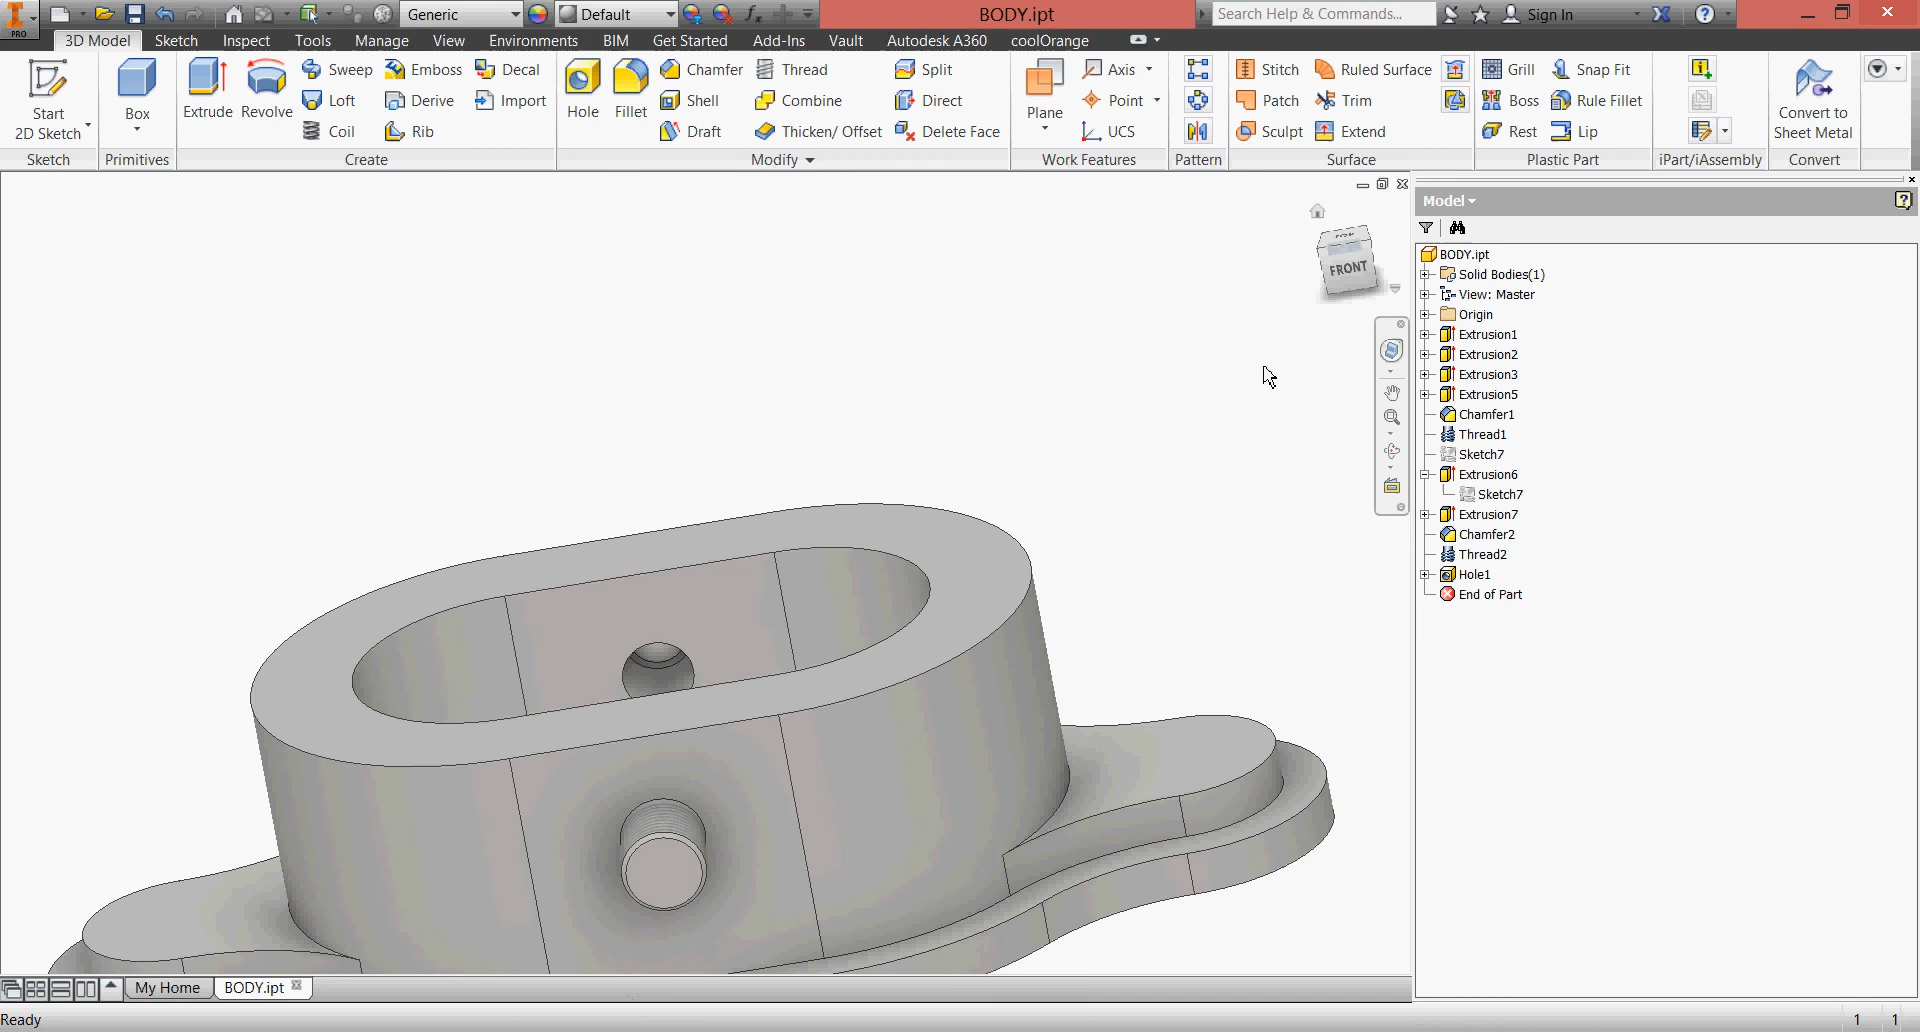 Generic
Default
BODY.ipt
Search Help & Commands...
Sign In
PRO
3D Model
Sketch
Inspect
Tools
Manage
View
Environments
BIM
Get Started
Add-Ins
Vault
Autodesk A360
coolOrange
Start
2D Sketch
Sketch
Box
Primitives
Extrude
Revolve
Sweep
Emboss
Decal
Loft
Derive
Import
Coil
Rib
Create
Hole
Fillet
Chamfer
Thread
Split
Shell
Combine
Direct
Draft
Thicken/ Offset
Delete Face
Modify
Plane
Axis
Point
UCS
Work Features
Pattern
Stitch
Ruled Surface
Patch
Trim
Sculpt
Extend
Surface
Grill
Snap Fit
Boss
Rule Fillet
Rest
Lip
Plastic Part
iPart/iAssembly
Convert to
Sheet Metal
Convert
FRONT
Model
BODY.ipt
Solid Bodies(1)
View: Master
Origin
Extrusion1
Extrusion2
Extrusion3
Extrusion5
Chamfer1
Thread1
Sketch7
Extrusion6
Sketch7
Extrusion7
Chamfer2
Thread2
Hole1
End of Part
My Home
BODY.ipt
Ready
1
1